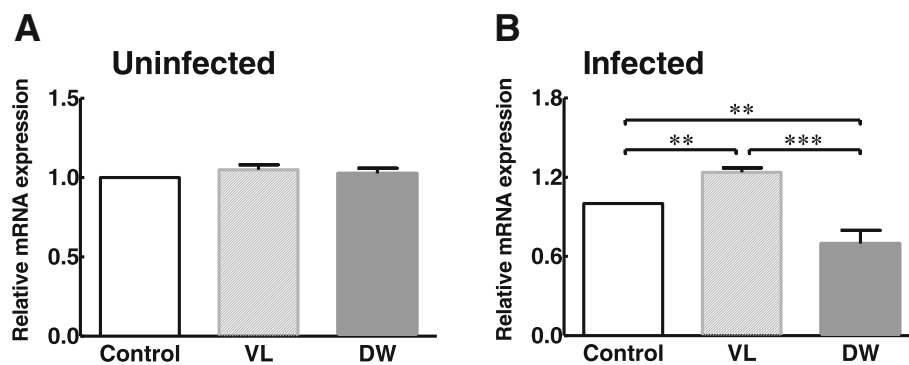 A
Uninfected
Relative mRNA expression
1.5
1.0
0.5
0.0
Control VL DW
B
Infected
Relative mRNA expression
1.8
1.2
0.6
0.0
**
** ***
Control VL DW